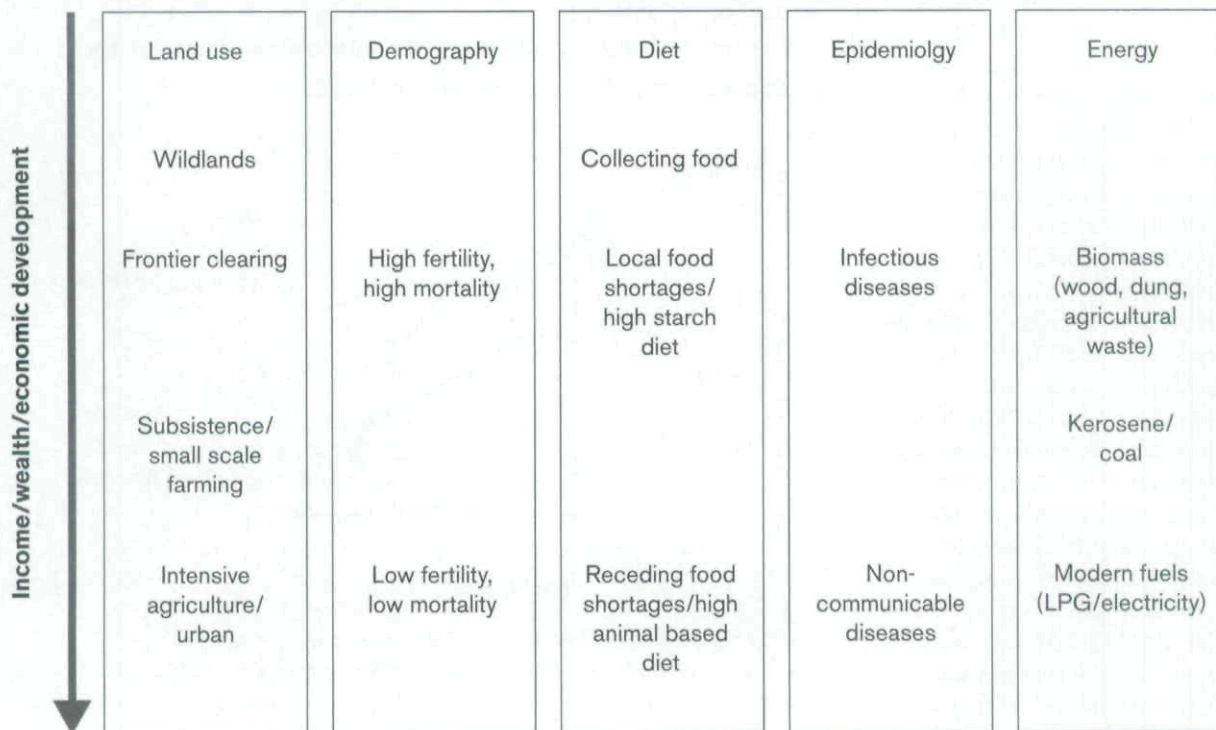 Income/wealth/economic development
Land use
Wildlands
Frontier clearing
Subsistence/
small scale
farming
Intensive
agriculture/
urban
Demography
High fertility,
high mortality
Low fertility,
low mortality
Diet
Collecting food
Local food
shortages/
high starch
diet
Receding food
shortages/high
animal based
diet
Epidemiolgy
Infectious
diseases
Non-
communicable
diseases
Energy
Biomass
(wood, dung,
agricultural
waste)
Kerosene/
coal
Modern fuels
(LPG/electricity)